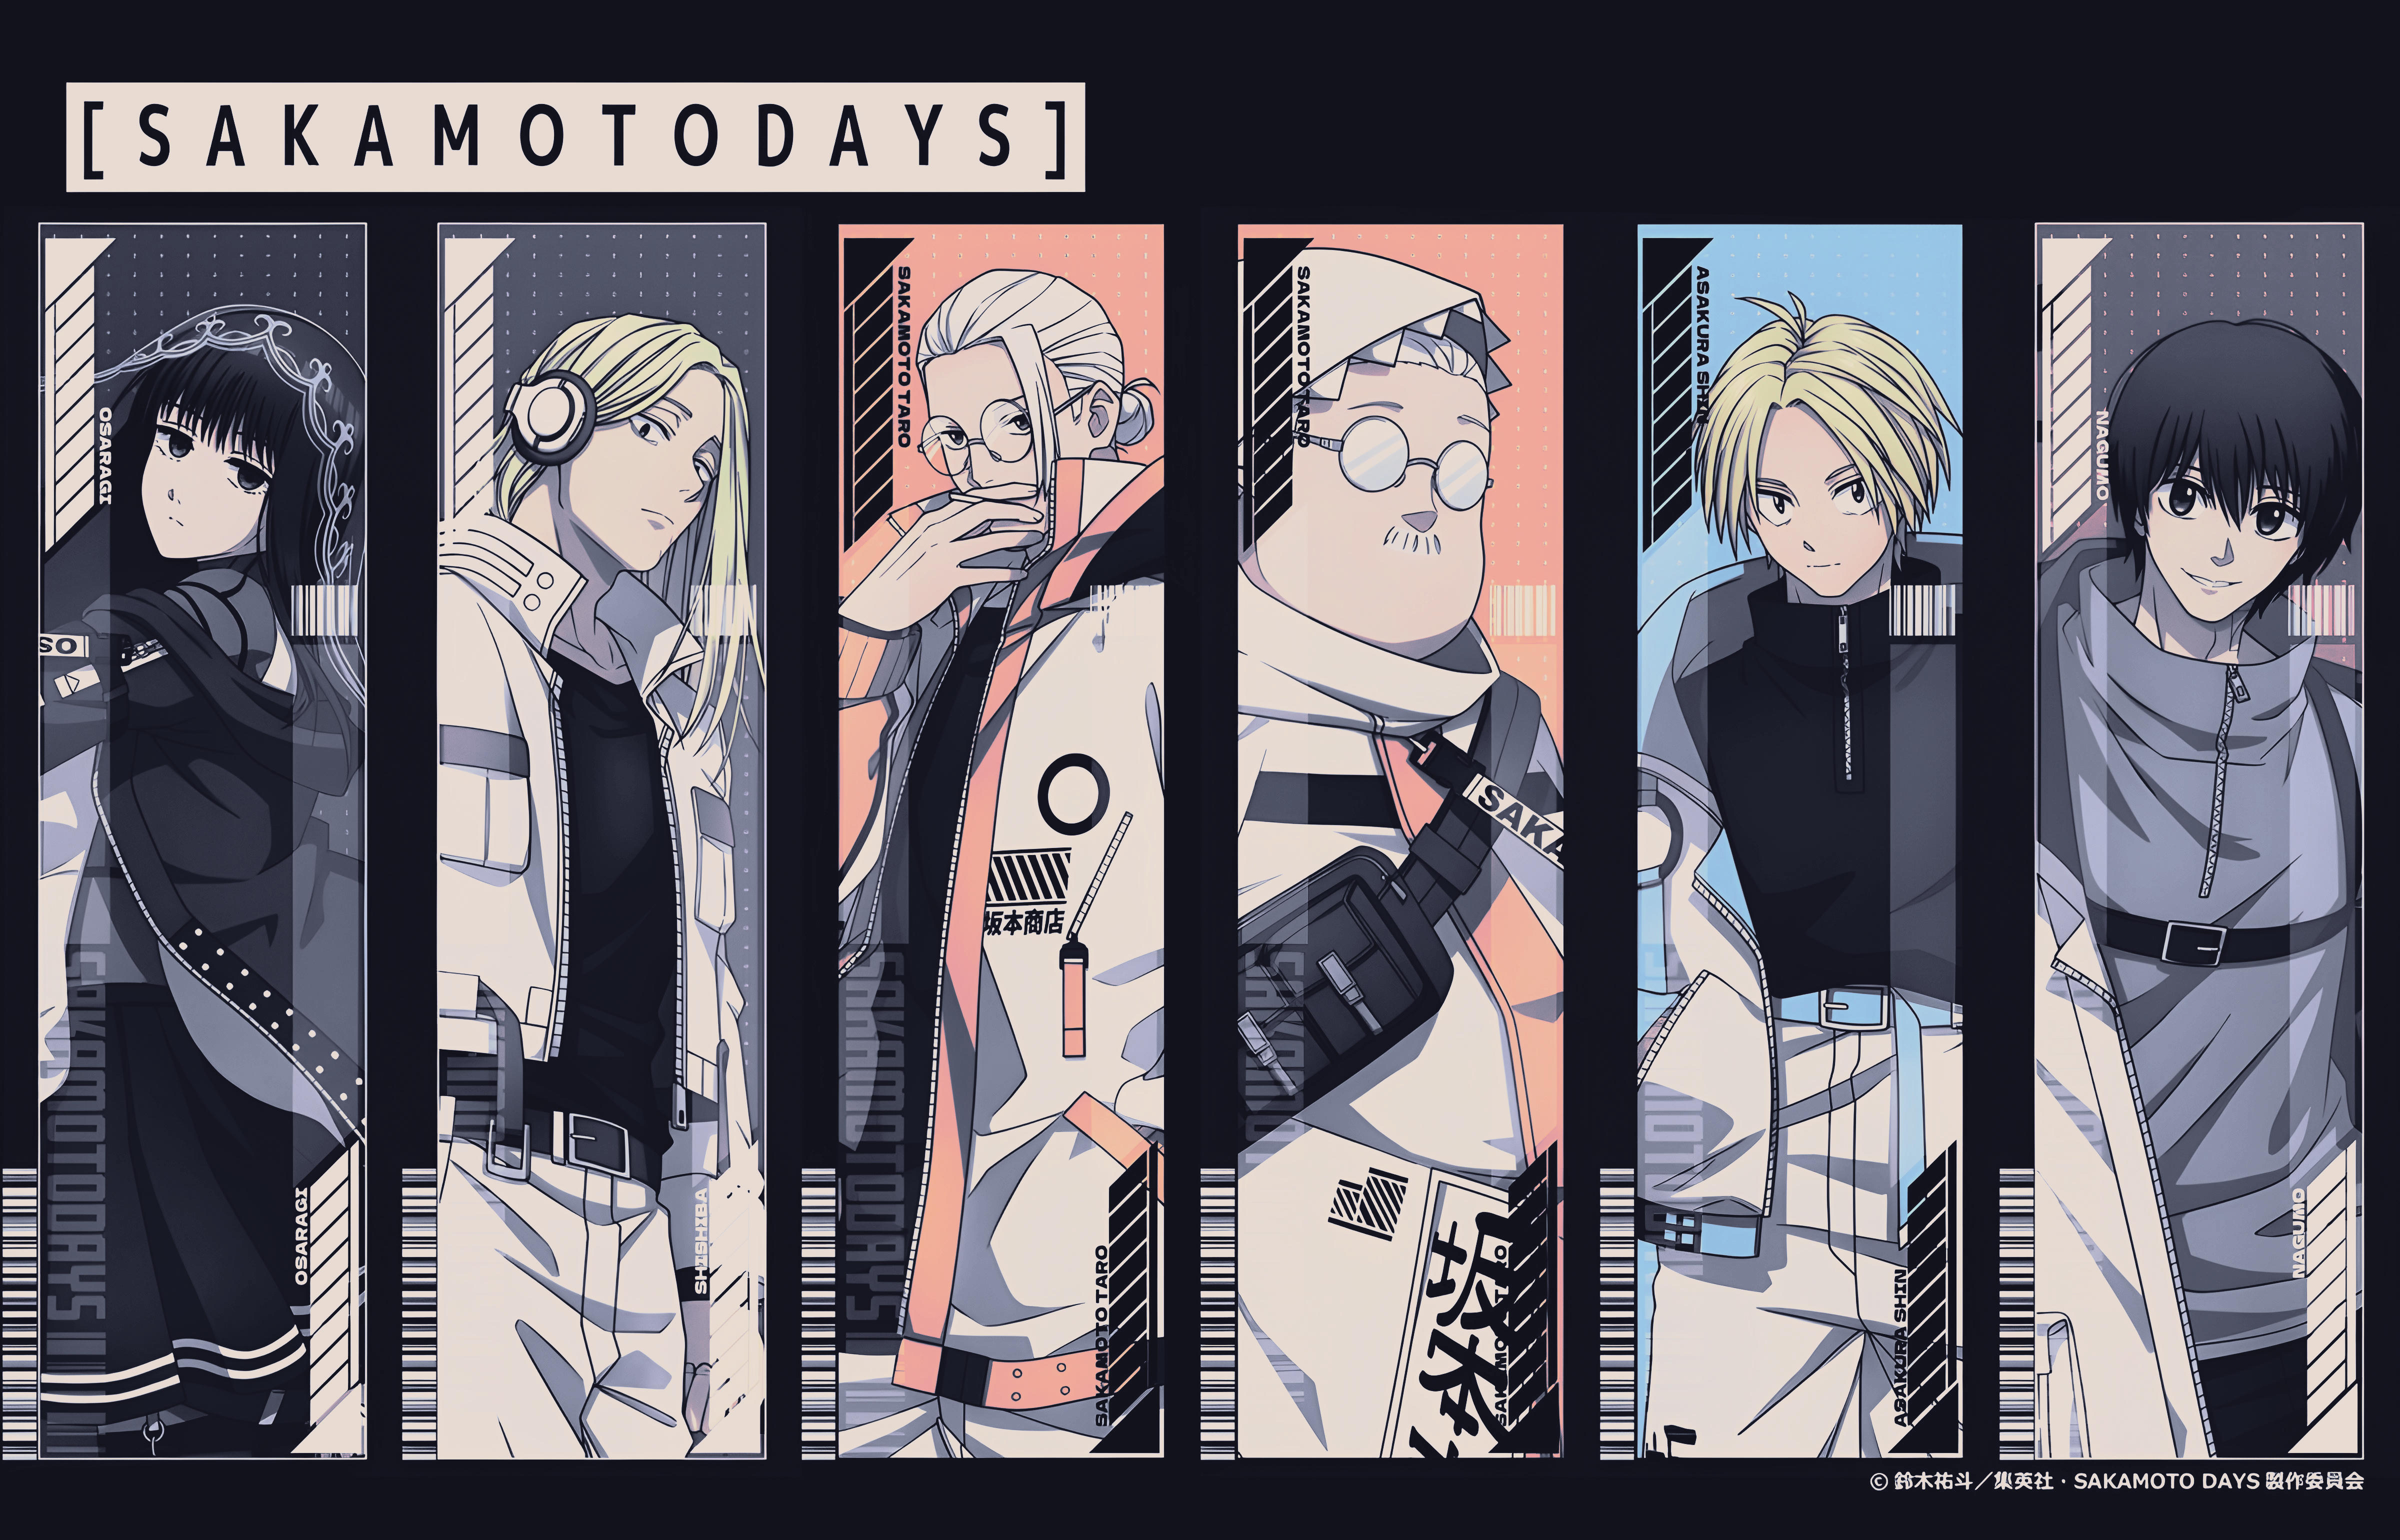 [SAKAMOTODAYS]
OSARAGI
SO
SAKAMOTODAYS
OSARAGI
SHISHIBA
SAKAMOTO TARO
坂本商店
SAKAMOTODAYS
SAKAMOTO TARO
SAKAMOTO TARO
SAKA
坂本
SAKAMOTO TARO
ASAKURA SHIN
ASAKURA SHIN
NAGUMO
NAGUMO
© 鈴木祐斗／集英社・SAKAMOTO DAYS 製作委員会